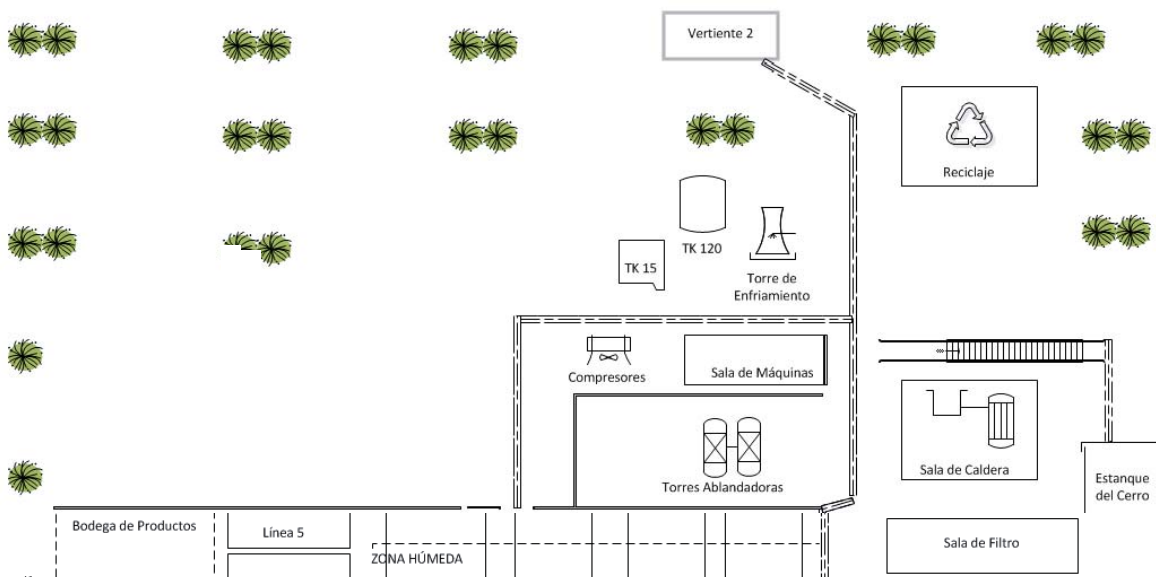 Vertiente 2
Reciclaje
TK 120
TK 15
Torre de
Enfriamiento
Compresores
Sala de Máquinas
Torres Ablandadoras
Sala de Caldera
Estanque
del Cerro
Bodega de Productos
Línea 5
ZONA HÚMEDA
Sala de Filtro